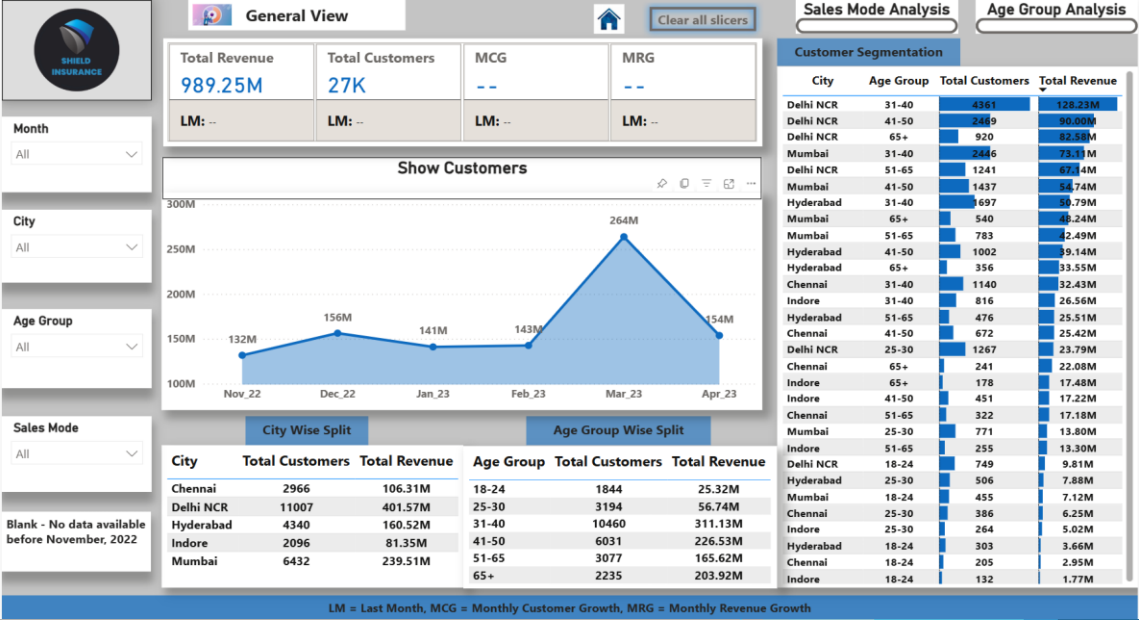 SHIELD
INSURANCE
General View
Clear all slicers
Sales Mode Analysis
Age Group Analysis
Month
All
City
All
Age Group
All
Sales Mode
All
Blank - No data available
before November, 2022
Total Revenue
989.25M
LM: --
Total Customers
27K
LM: --
MCG
--
LM: --
MRG
--
LM: --
Show Customers
300M
250M
200M
150M
100M
132M
156M
141M
143M
264M
154M
Nov_22 Dec_22 Jan_23 Feb_23 Mar_23 Apr_23
City Wise Split
City Total Customers Total Revenue
Chennai 2966 106.31M
Delhi NCR 11007 401.57M
Hyderabad 4340 160.52M
Indore 2096 81.35M
Mumbai 6432 239.51M
Age Group Wise Split
Age Group Total Customers Total Revenue
18-24 1844 25.32M
25-30 3194 56.74M
31-40 10460 311.13M
41-50 6031 226.53M
51-65 3077 165.62M
65+ 2235 203.92M
Customer Segmentation
City Age Group Total Customers Total Revenue
Delhi NCR 31-40 4361 128.23M
Delhi NCR 41-50 2469 90.00M
Delhi NCR 65+ 920 82.58M
Mumbai 31-40 2446 73.11M
Delhi NCR 51-65 1241 67.14M
Mumbai 41-50 1437 54.74M
Hyderabad 31-40 1697 50.79M
Mumbai 65+ 540 48.24M
Mumbai 51-65 783 42.49M
Hyderabad 41-50 1002 39.14M
Hyderabad 65+ 356 33.55M
Chennai 31-40 1140 32.43M
Indore 31-40 816 26.56M
Hyderabad 51-65 476 25.51M
Chennai 41-50 672 25.42M
Delhi NCR 25-30 1267 23.79M
Chennai 65+ 241 22.08M
Indore 65+ 178 17.48M
Indore 41-50 451 17.22M
Chennai 51-65 322 17.18M
Mumbai 25-30 771 13.80M
Indore 51-65 255 13.30M
Delhi NCR 18-24 749 9.81M
Hyderabad 25-30 506 7.88M
Mumbai 18-24 455 7.12M
Chennai 25-30 386 6.25M
Indore 25-30 264 5.02M
Hyderabad 18-24 303 3.66M
Chennai 18-24 205 2.95M
Indore 18-24 132 1.77M
LM = Last Month, MCG = Monthly Customer Growth, MRG = Monthly Revenue Growth